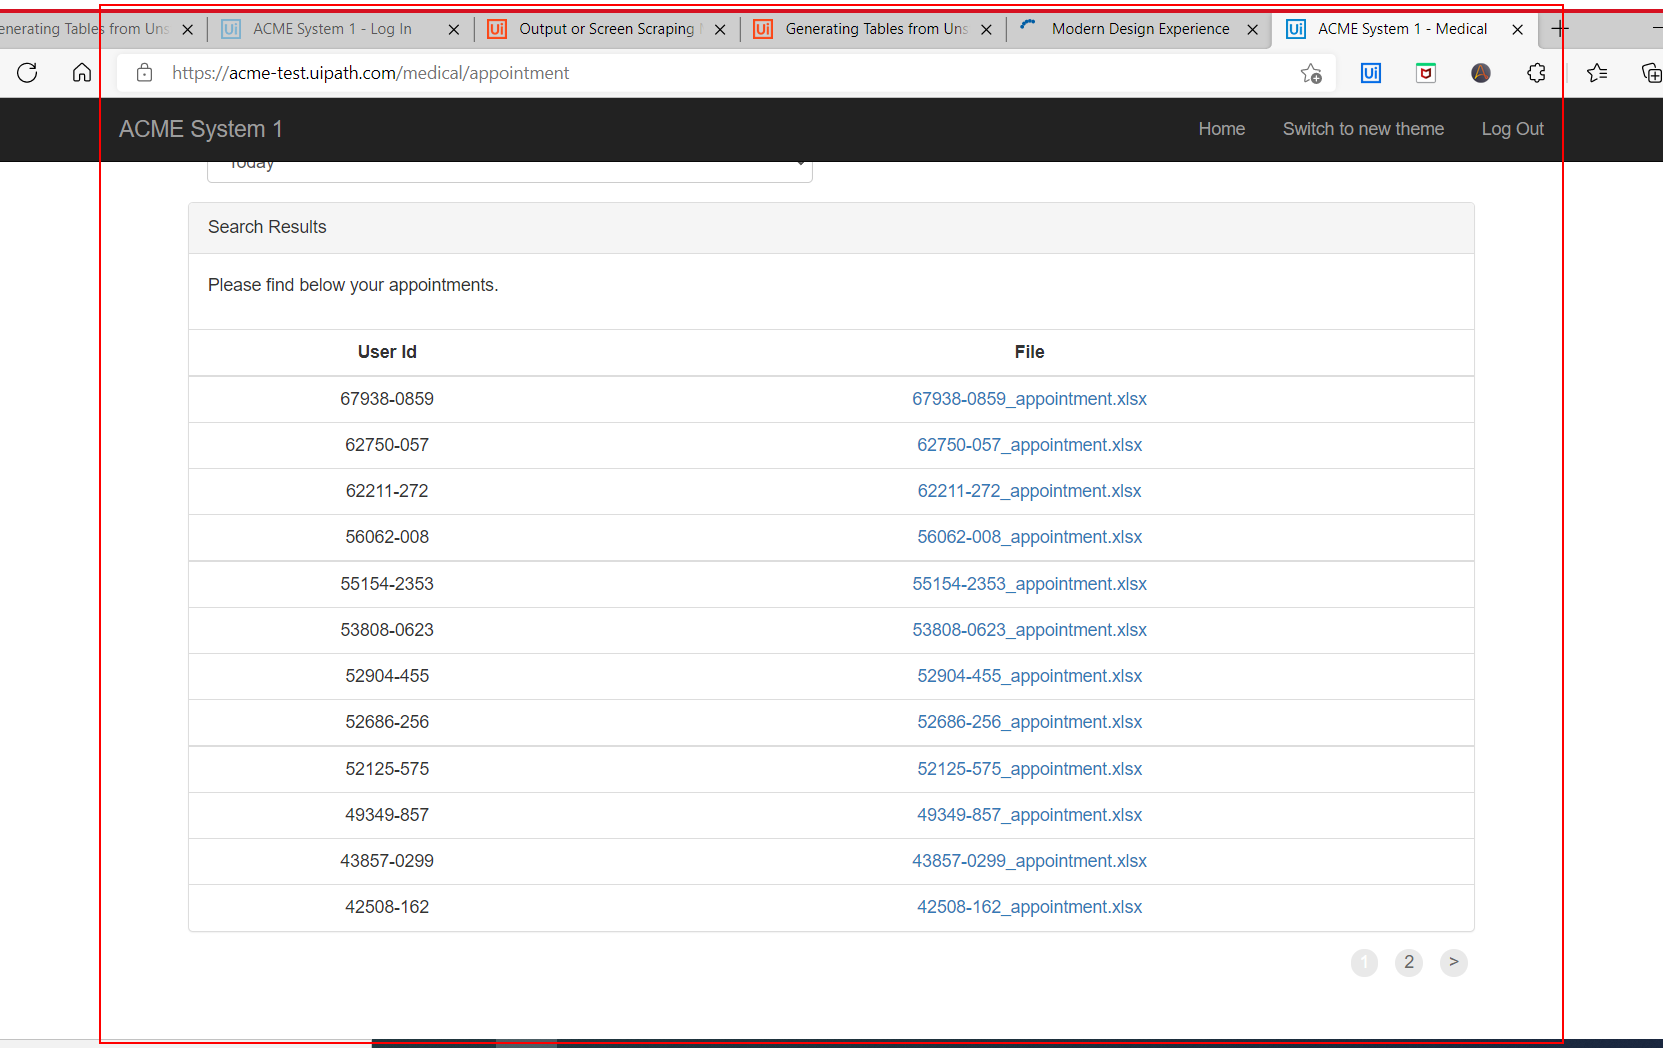 enerating Tables from Uns
ACME System 1 - Log In
Output or Screen Scraping
Generating Tables from Uns
Modern Design Experience
ACME System 1 - Medical
https://acme-test.uipath.com/medical/appointment
ACME System 1 Home Switch to new theme Log Out
Today
Search Results
Please find below your appointments.
User Id File
67938-0859 67938-0859_appointment.xlsx
62750-057 62750-057_appointment.xlsx
62211-272 62211-272_appointment.xlsx
56062-008 56062-008_appointment.xlsx
55154-2353 55154-2353_appointment.xlsx
53808-0623 53808-0623_appointment.xlsx
52904-455 52904-455_appointment.xlsx
52686-256 52686-256_appointment.xlsx
52125-575 52125-575_appointment.xlsx
49349-857 49349-857_appointment.xlsx
43857-0299 43857-0299_appointment.xlsx
42508-162 42508-162_appointment.xlsx
1 2 >